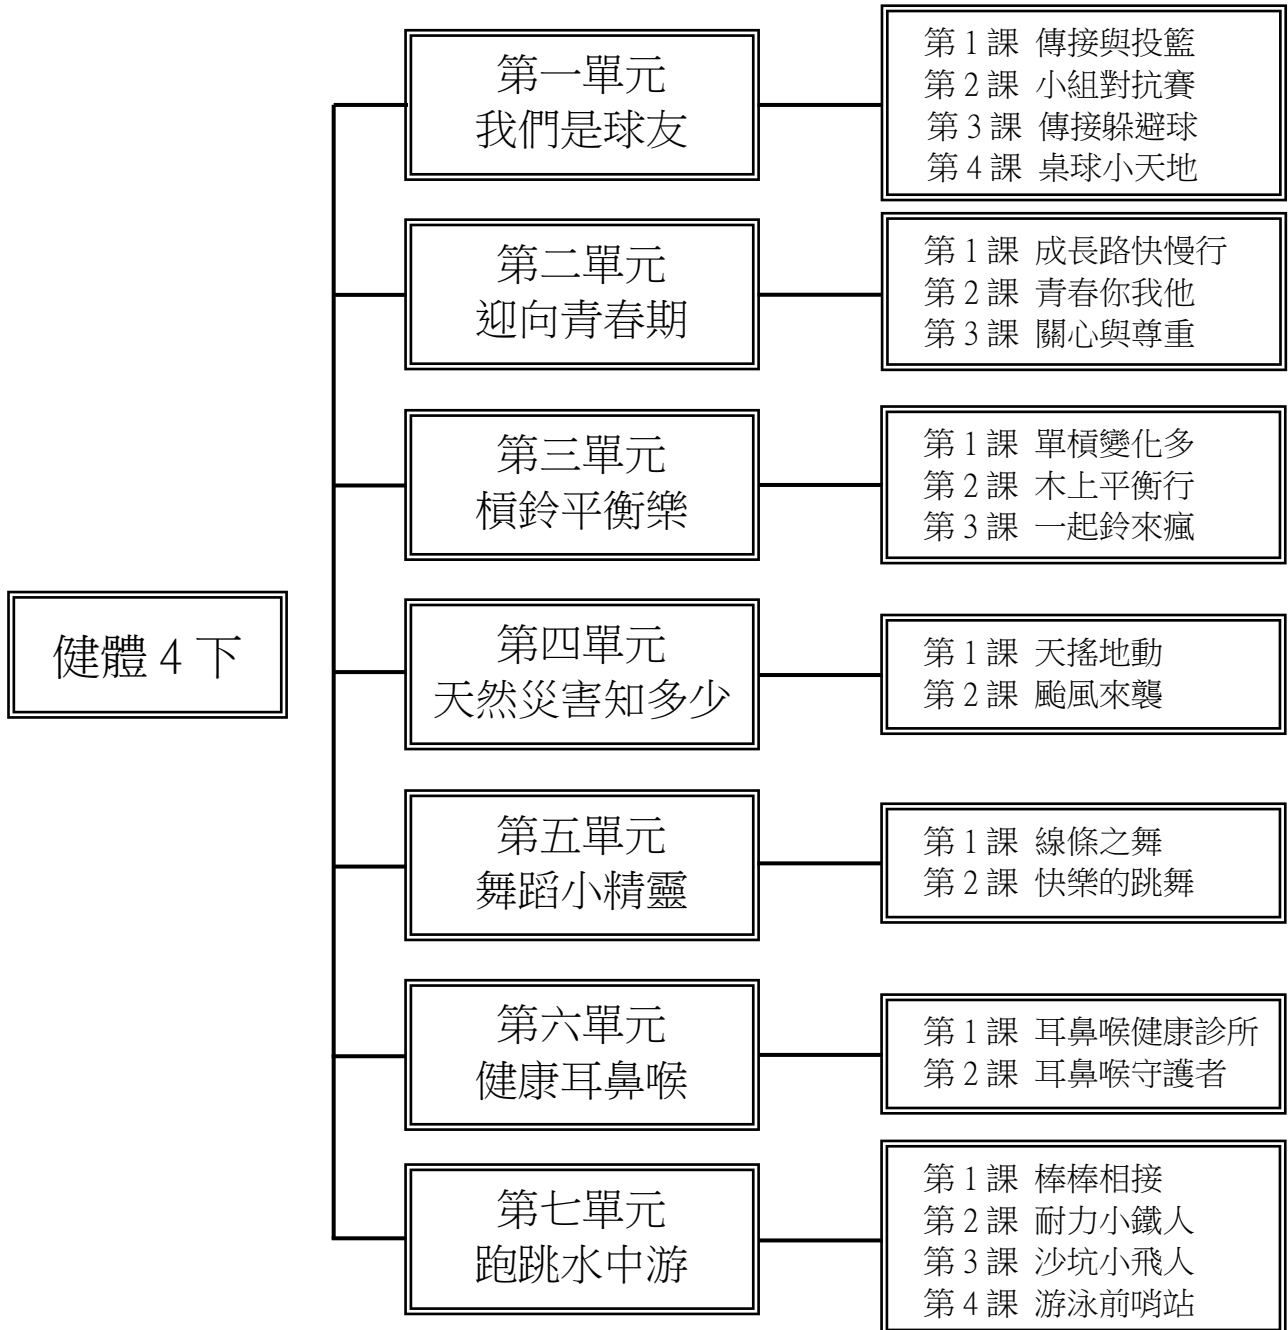 健體 4 下
第一單元
我們是球友
第 1 課 傳接與投籃
第 2 課 小組對抗賽
第 3 課 傳接躲避球
第 4 課 桌球小天地
第二單元
迎向青春期
第 1 課 成長路快慢行
第 2 課 青春你我他
第 3 課 關心與尊重
第三單元
槓鈴平衡樂
第 1 課 單槓變化多
第 2 課 木上平衡行
第 3 課 一起鈴來瘋
第四單元
天然災害知多少
第 1 課 天搖地動
第 2 課 颱風來襲
第五單元
舞蹈小精靈
第 1 課 線條之舞
第 2 課 快樂的跳舞
第六單元
健康耳鼻喉
第 1 課 耳鼻喉健康診所
第 2 課 耳鼻喉守護者
第七單元
跑跳水中游
第 1 課 棒棒相接
第 2 課 耐力小鐵人
第 3 課 沙坑小飛人
第 4 課 游泳前哨站